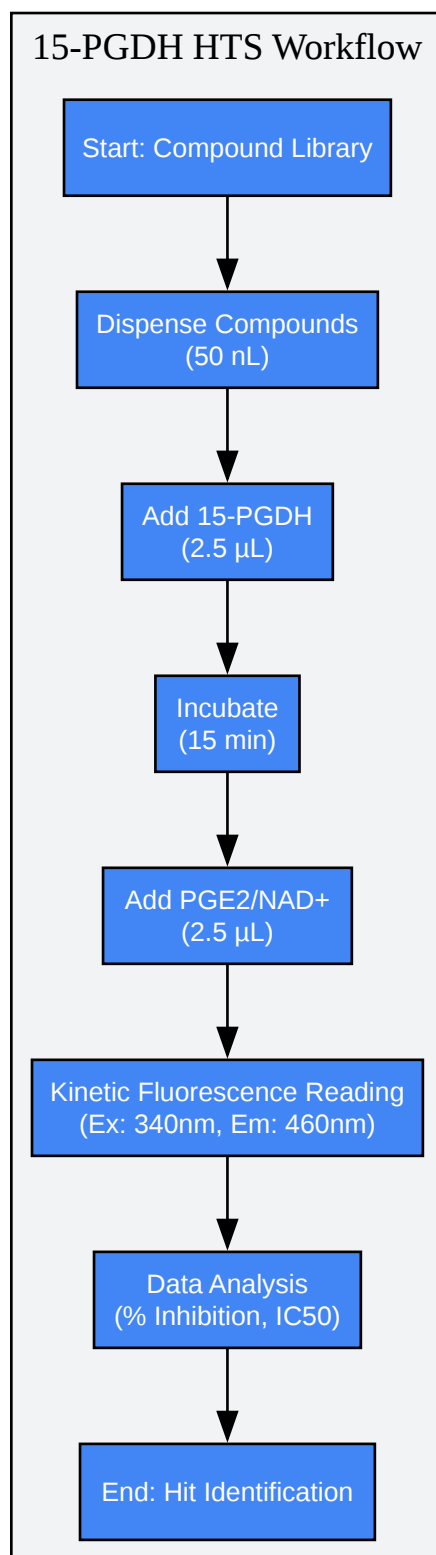 15-PGDH HTS Workflow
Start: Compound Library
Dispense Compounds
(50 nL)
Add 15-PGDH
(2.5 µL)
Incubate
(15 min)
Add PGE2/NAD+
(2.5 µL)
Kinetic Fluorescence Reading
(Ex: 340nm, Em: 460nm)
Data Analysis
(% Inhibition, IC50)
End: Hit Identification